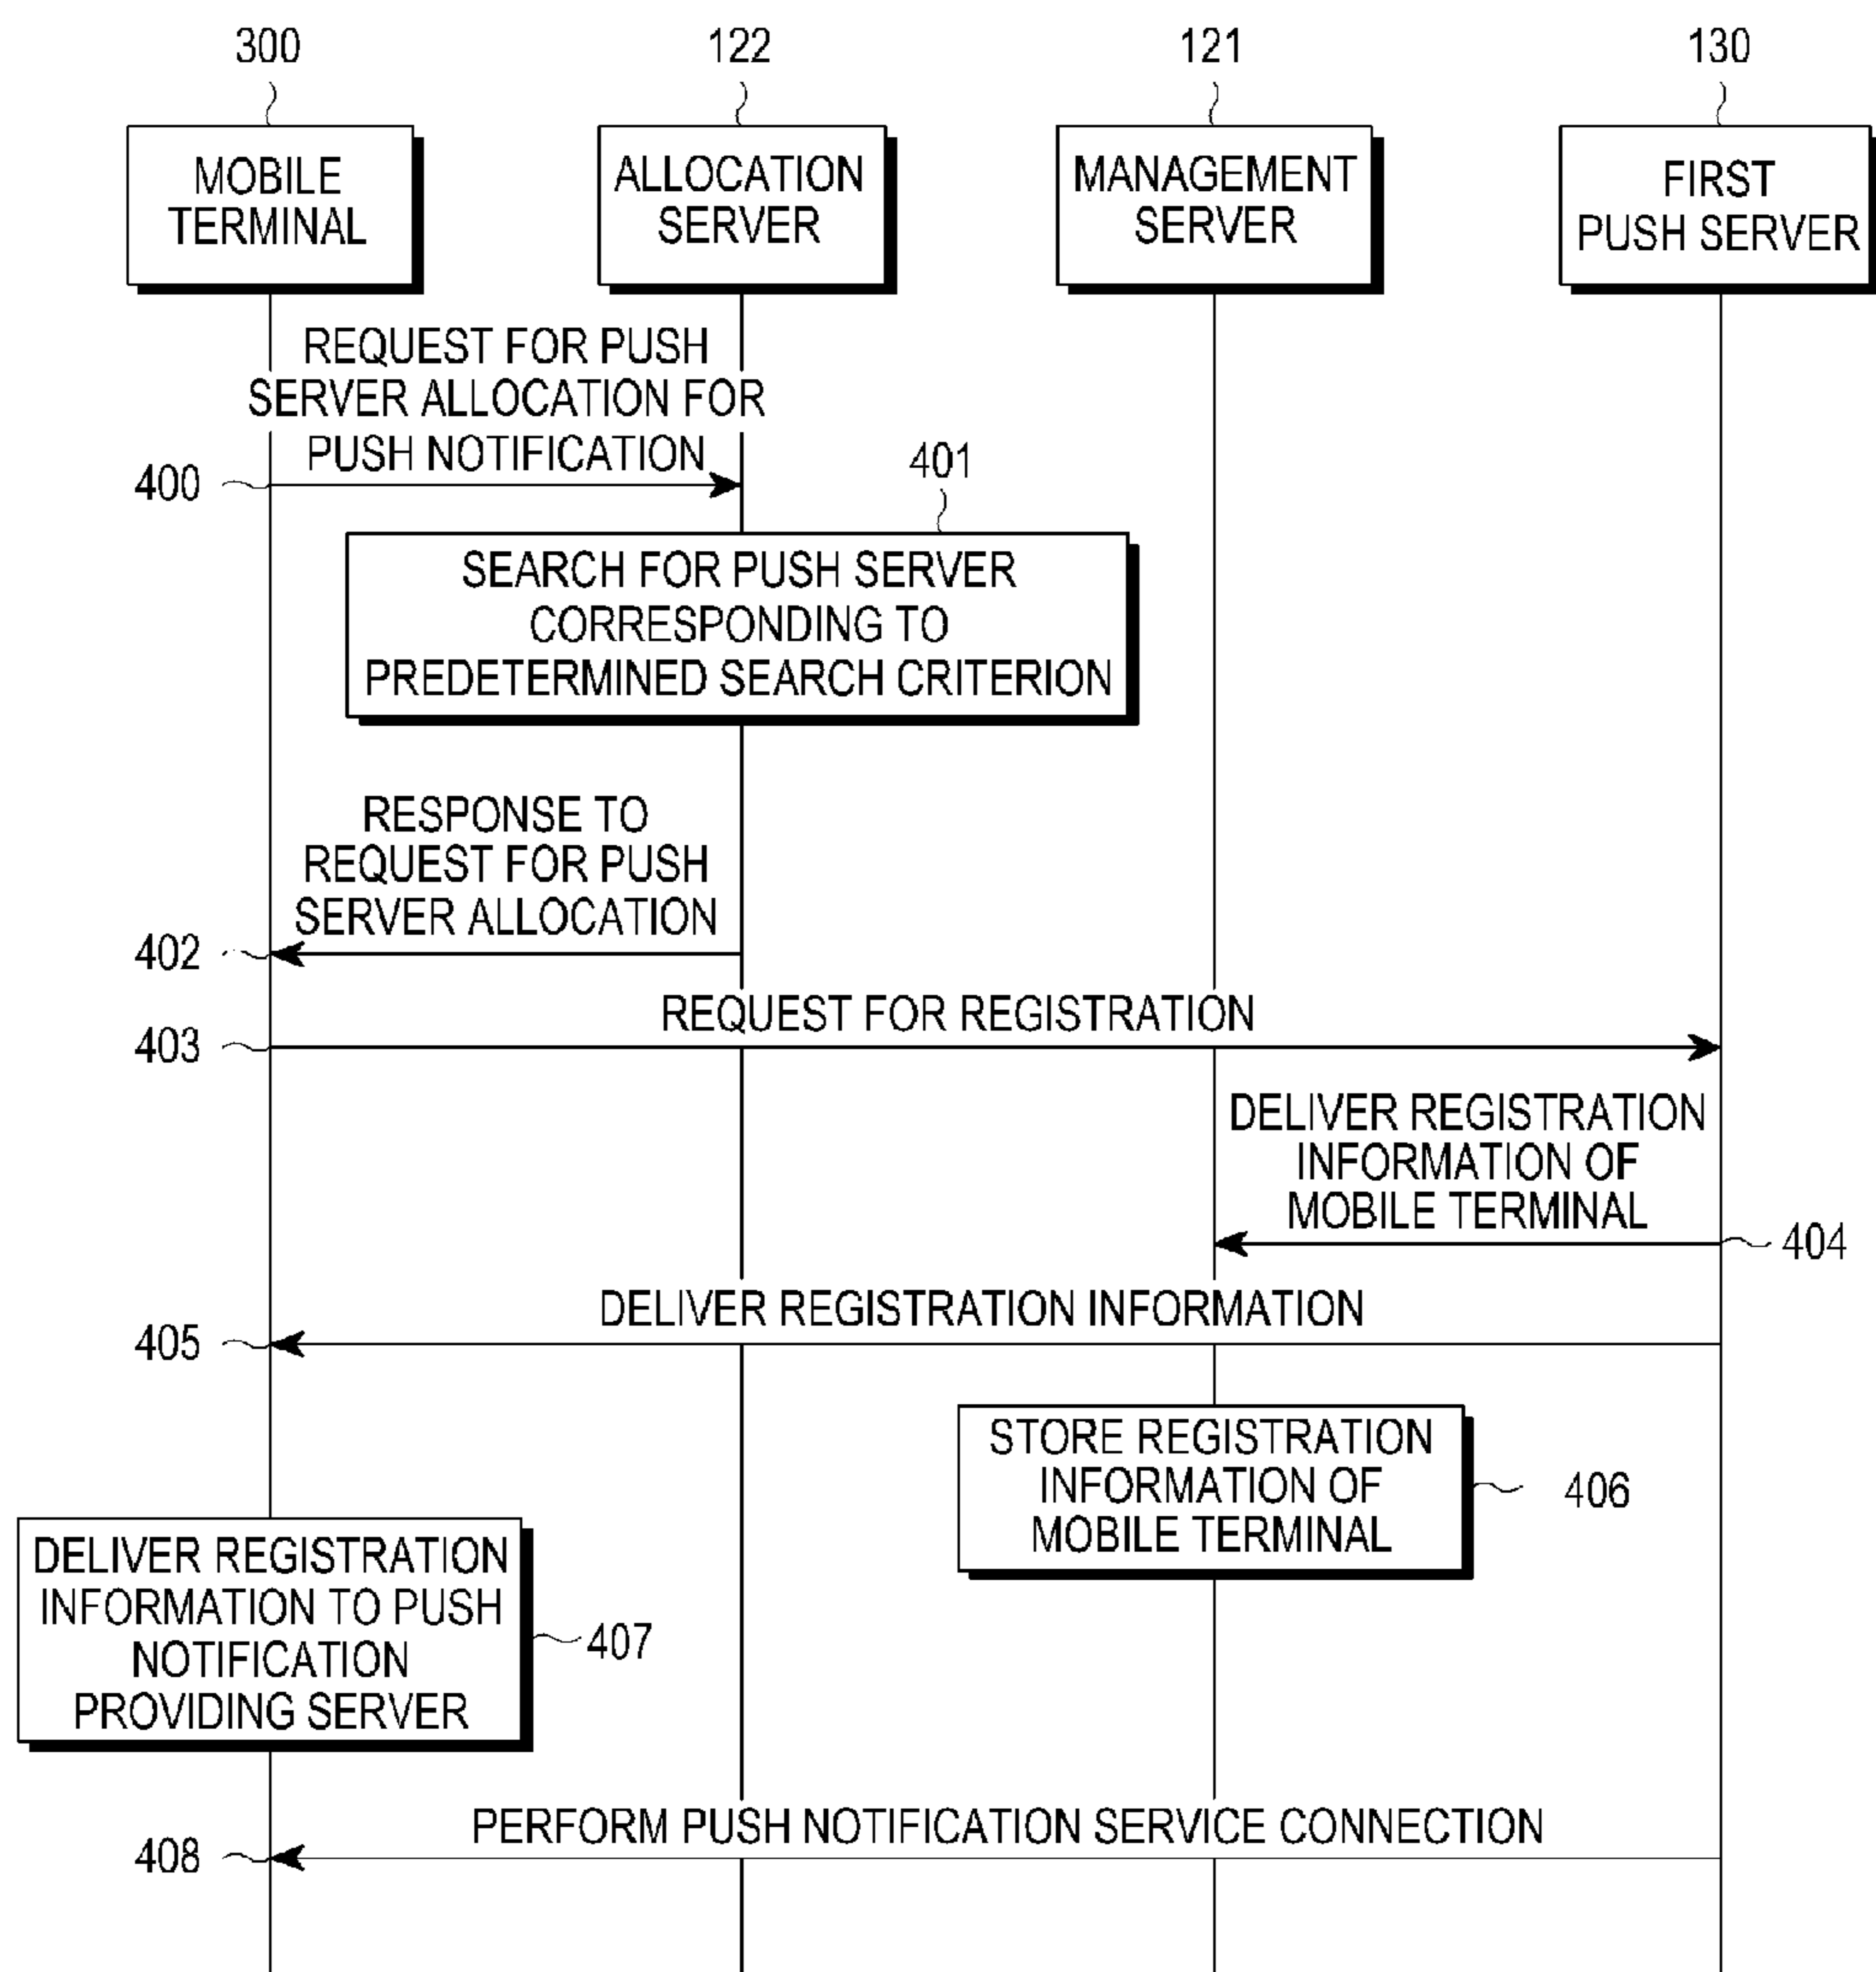 300
122
121
130
MOBILE
TERMINAL
ALLOCATION
SERVER
MANAGEMENT
SERVER
FIRST
PUSH SERVER
REQUEST FOR PUSH
SERVER ALLOCATION FOR
PUSH NOTIFICATION
400
401
SEARCH FOR PUSH SERVER
CORRESPONDING TO
PREDETERMINED SEARCH CRITERION
RESPONSE TO
REQUEST FOR PUSH
SERVER ALLOCATION
402
REQUEST FOR REGISTRATION
403
DELIVER REGISTRATION
INFORMATION OF
MOBILE TERMINAL
404
DELIVER REGISTRATION INFORMATION
405
STORE REGISTRATION
INFORMATION OF
MOBILE TERMINAL
406
DELIVER REGISTRATION
INFORMATION TO PUSH
NOTIFICATION
PROVIDING SERVER
407
PERFORM PUSH NOTIFICATION SERVICE CONNECTION
408